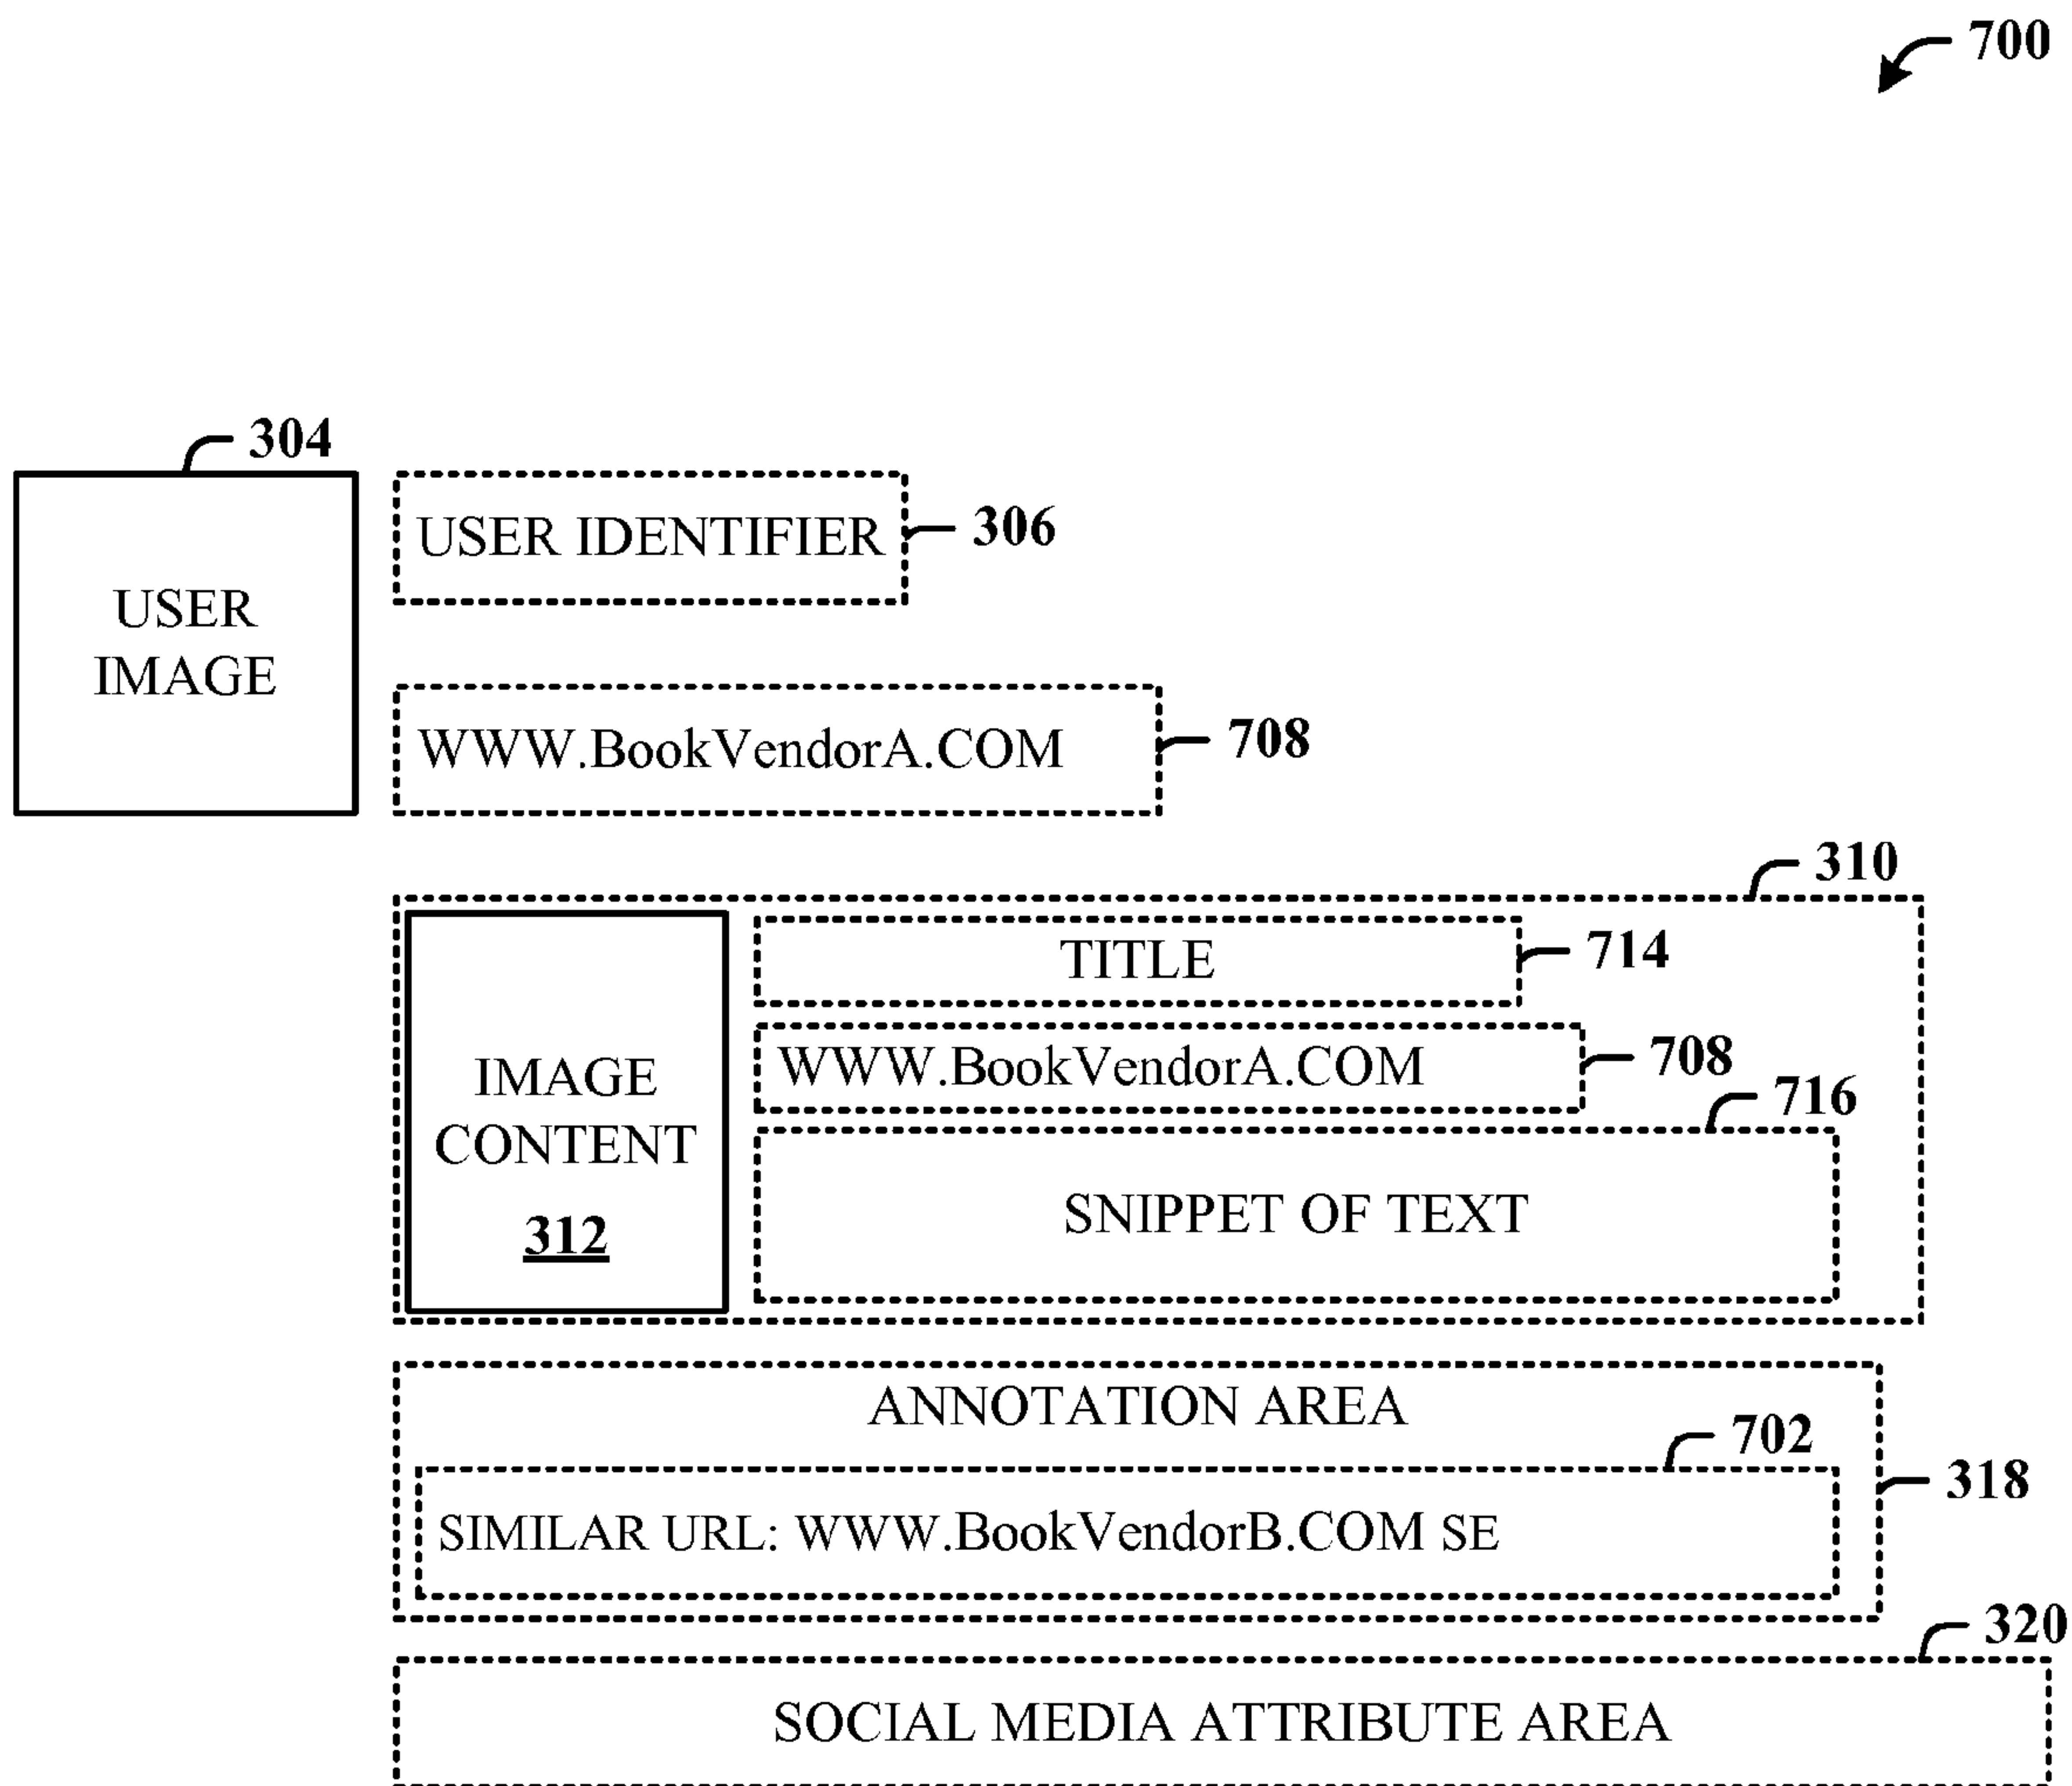 700
304
USER IDENTIFIER
306
USER
IMAGE
WWW.BookVendorA.COM
708
310
TITLE
714
WWW.BookVendorA.COM
708
716
IMAGE
CONTENT
312
SNIPPET OF TEXT
ANNOTATION AREA
702
318
SIMILAR URL: WWW.BookVendorB.COM SE
320
SOCIAL MEDIA ATTRIBUTE AREA